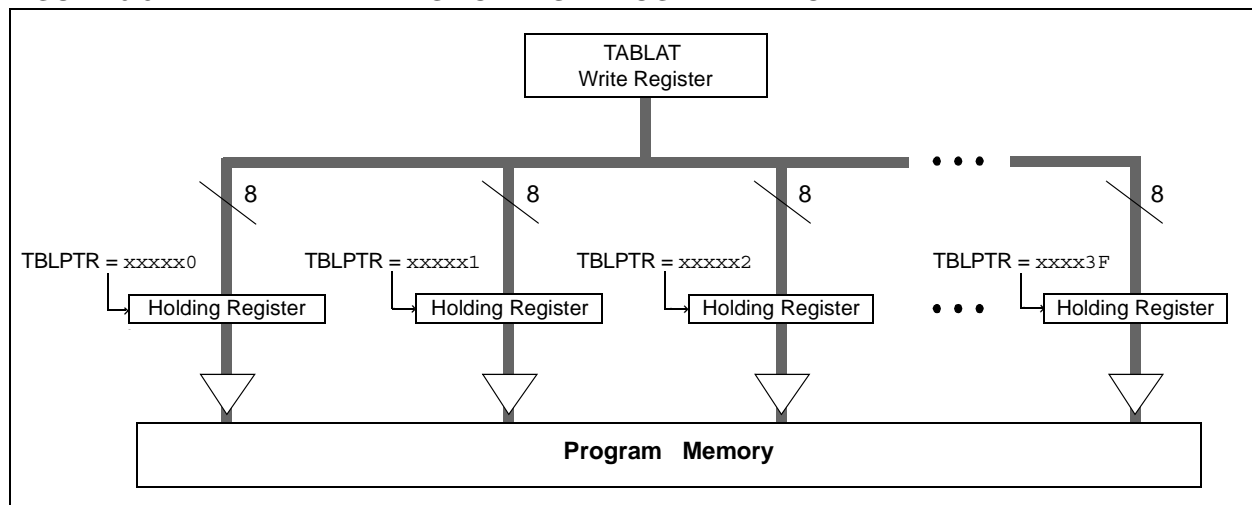 TABLAT
Write Register
8 8 8 8
TBLPTR = xxxxx0 TBLPTR = xxxxx1 TBLPTR = xxxxx2 TBLPTR = xxxx3F
Holding Register Holding Register Holding Register Holding Register
Program Memory